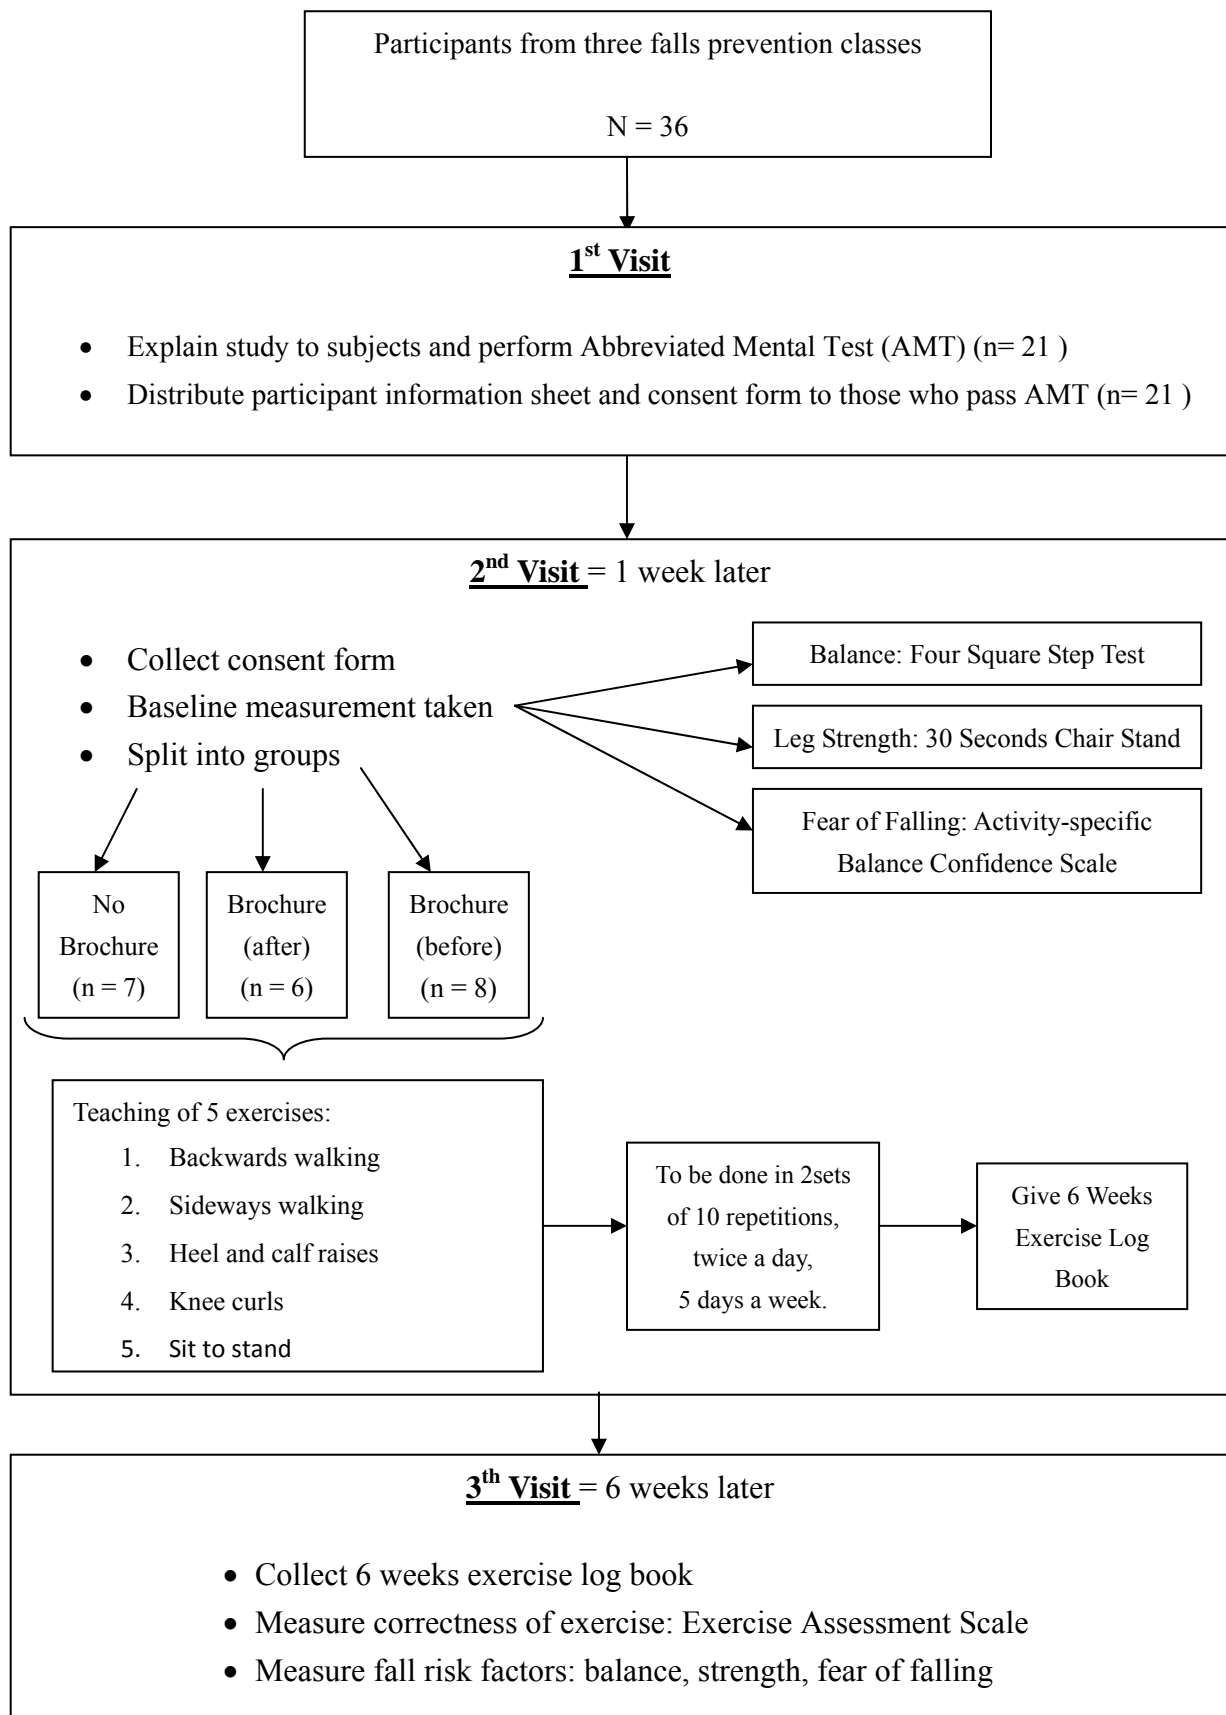 Participants from three falls prevention classes
N = 36
1st Visit
• Explain study to subjects and perform Abbreviated Mental Test (AMT) (n= 21 )
• Distribute participant information sheet and consent form to those who pass AMT (n= 21 )
2nd Visit = 1 week later
• Collect consent form
• Baseline measurement taken
• Split into groups
Balance: Four Square Step Test
Leg Strength: 30 Seconds Chair Stand
Fear of Falling: Activity-specific
Balance Confidence Scale
No
Brochure
(n = 7)
Brochure
(after)
(n = 6)
Brochure
(before)
(n = 8)
Teaching of 5 exercises:
1. Backwards walking
2. Sideways walking
3. Heel and calf raises
4. Knee curls
5. Sit to stand
To be done in 2sets
of 10 repetitions,
twice a day,
5 days a week.
Give 6 Weeks
Exercise Log
Book
3th Visit = 6 weeks later
• Collect 6 weeks exercise log book
• Measure correctness of exercise: Exercise Assessment Scale
• Measure fall risk factors: balance, strength, fear of falling